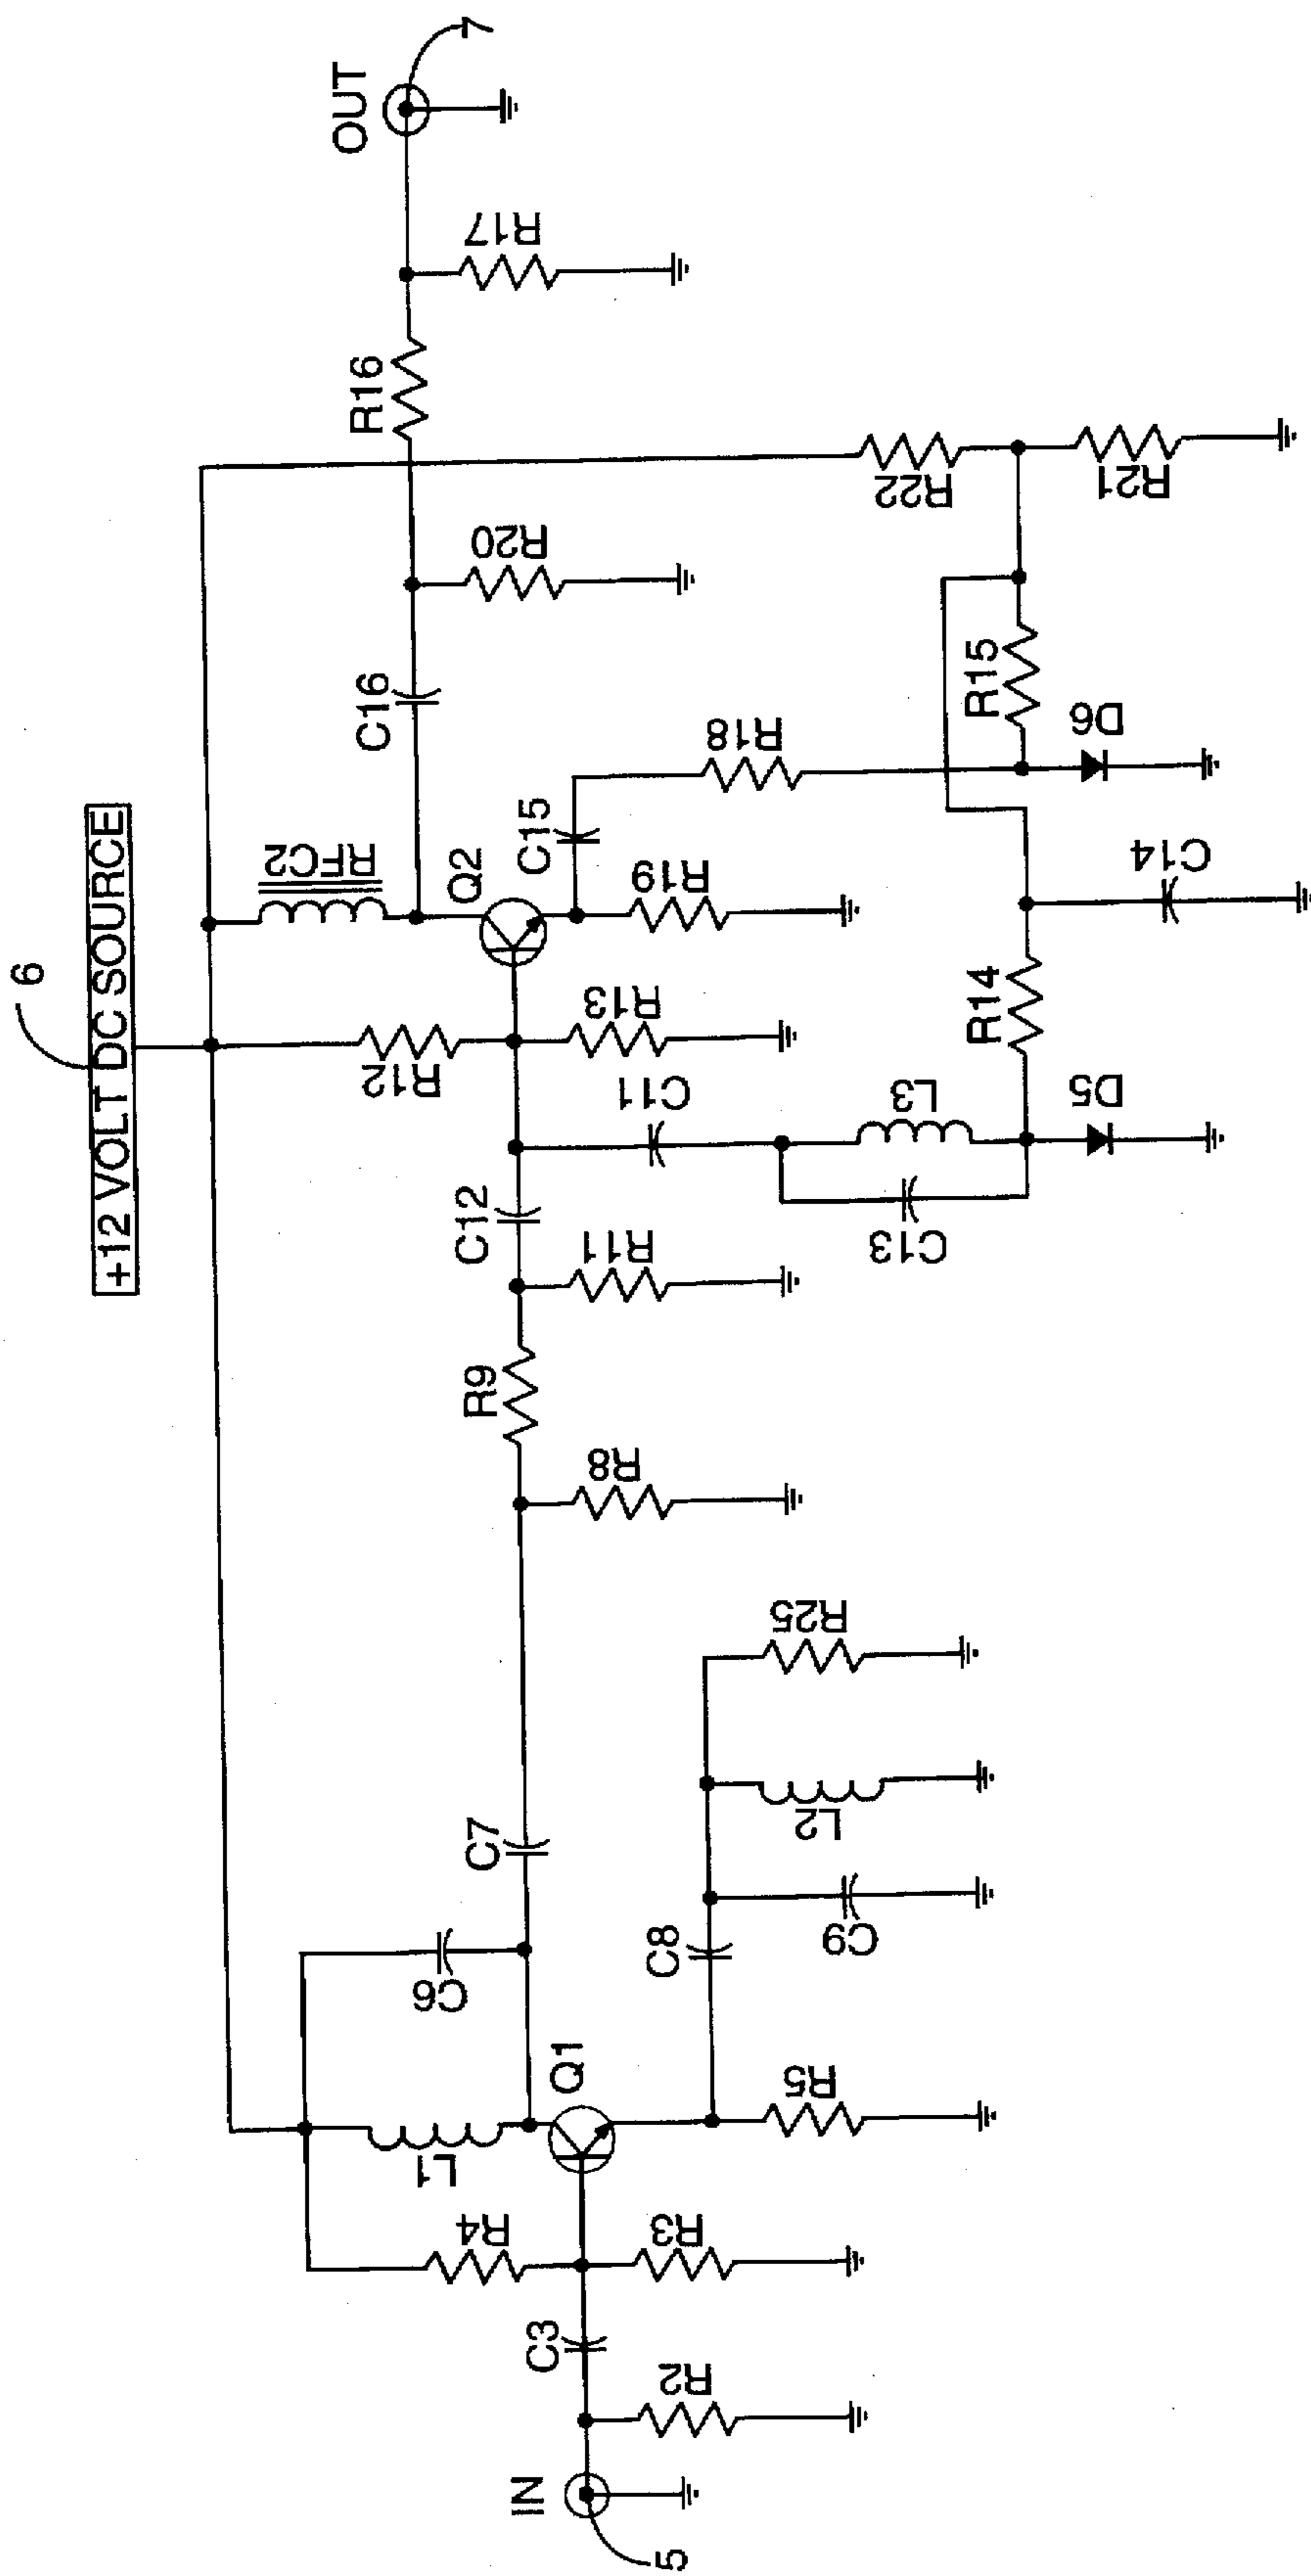 6
+12 VOLT DC SOURCE
OUT
7
RFC2
C16
R16
R17
R20
Q2
R12
C12
C15
R19
R18
R22
R21
R13
C11
R11
L3
C13
R14
R15
D5
D6
C14
R9
R8
C7
C6
L1
Q1
R4
R3
C3
R2
IN
5
R5
C8
C9
L2
R25